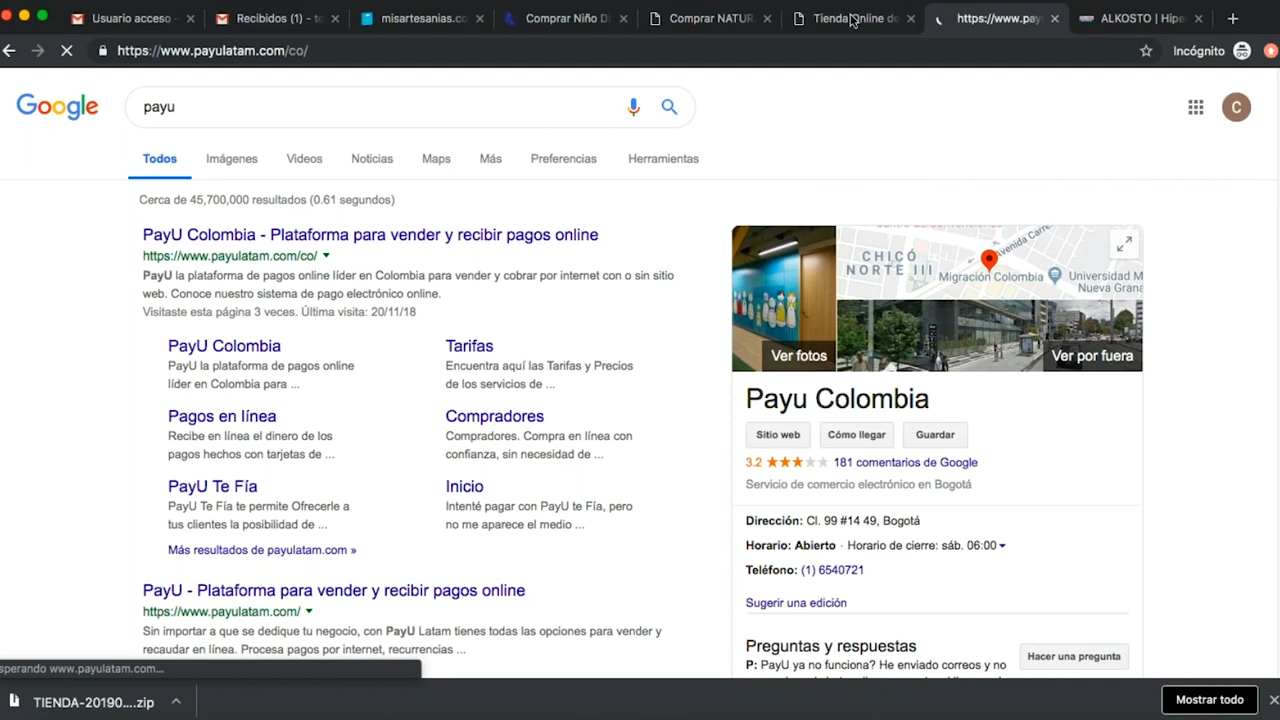 Usuario acceso -
Recibidos (1) - to
misartesanias.co
Comprar Niño D
Comprar NATUR
Tienda Online de
https://www.pay
ALKOSTO | Hipe
https://www.payulatam.com/co/
Incógnito
Google
payu
C
Todos
Imágenes
Videos
Noticias
Maps
Más
Preferencias
Herramientas
Cerca de 45,700,000 resultados (0.61 segundos)
PayU Colombia - Plataforma para vender y recibir pagos online
https://www.payulatam.com/co/
PayU la plataforma de pagos online líder en Colombia para vender y cobrar por internet con o sin sitio
web. Conoce nuestro sistema de pago electrónico online.
Visitaste esta página 3 veces. Última visita: 20/11/18
PayU Colombia
PayU la plataforma de pagos online
líder en Colombia para ...
Tarifas
Encuentra aquí las Tarifas y Precios
de los servicios de ...
Pagos en línea
Recibe en línea el dinero de los
pagos hechos con tarjetas de ...
Compradores
Compradores. Compra en línea con
confianza, sin necesidad de ...
PayU Te Fía
PayU Te Fía te permite Ofrecerle a
tus clientes la posibilidad de ...
Inicio
Intenté pagar con PayU te Fía, pero
no me aparece el medio ...
Más resultados de payulatam.com »
PayU - Plataforma para vender y recibir pagos online
https://www.payulatam.com/
Sin importar a que se dedique tu negocio, con PayU Latam tienes todas las opciones para vender y
recaudar en línea. Procesa pagos por internet, recurrencias ...
CHICÓ
NORTE III
Avenida Carre
Migración Colombia
Universidad M
Nueva Grana
Ver fotos
Ver por fuera
Payu Colombia
Sitio web
Cómo llegar
Guardar
3.2
181 comentarios de Google
Servicio de comercio electrónico en Bogotá
Dirección: Cl. 99 #14 49, Bogotá
Horario: Abierto · Horario de cierre: sáb. 06:00
Teléfono: (1) 6540721
Sugerir una edición
Preguntas y respuestas
Hacer una pregunta
P: PayU ya no funciona? He enviado correos y no
sperando www.payulatam.com...
TIENDA-20190....zip
Mostrar todo